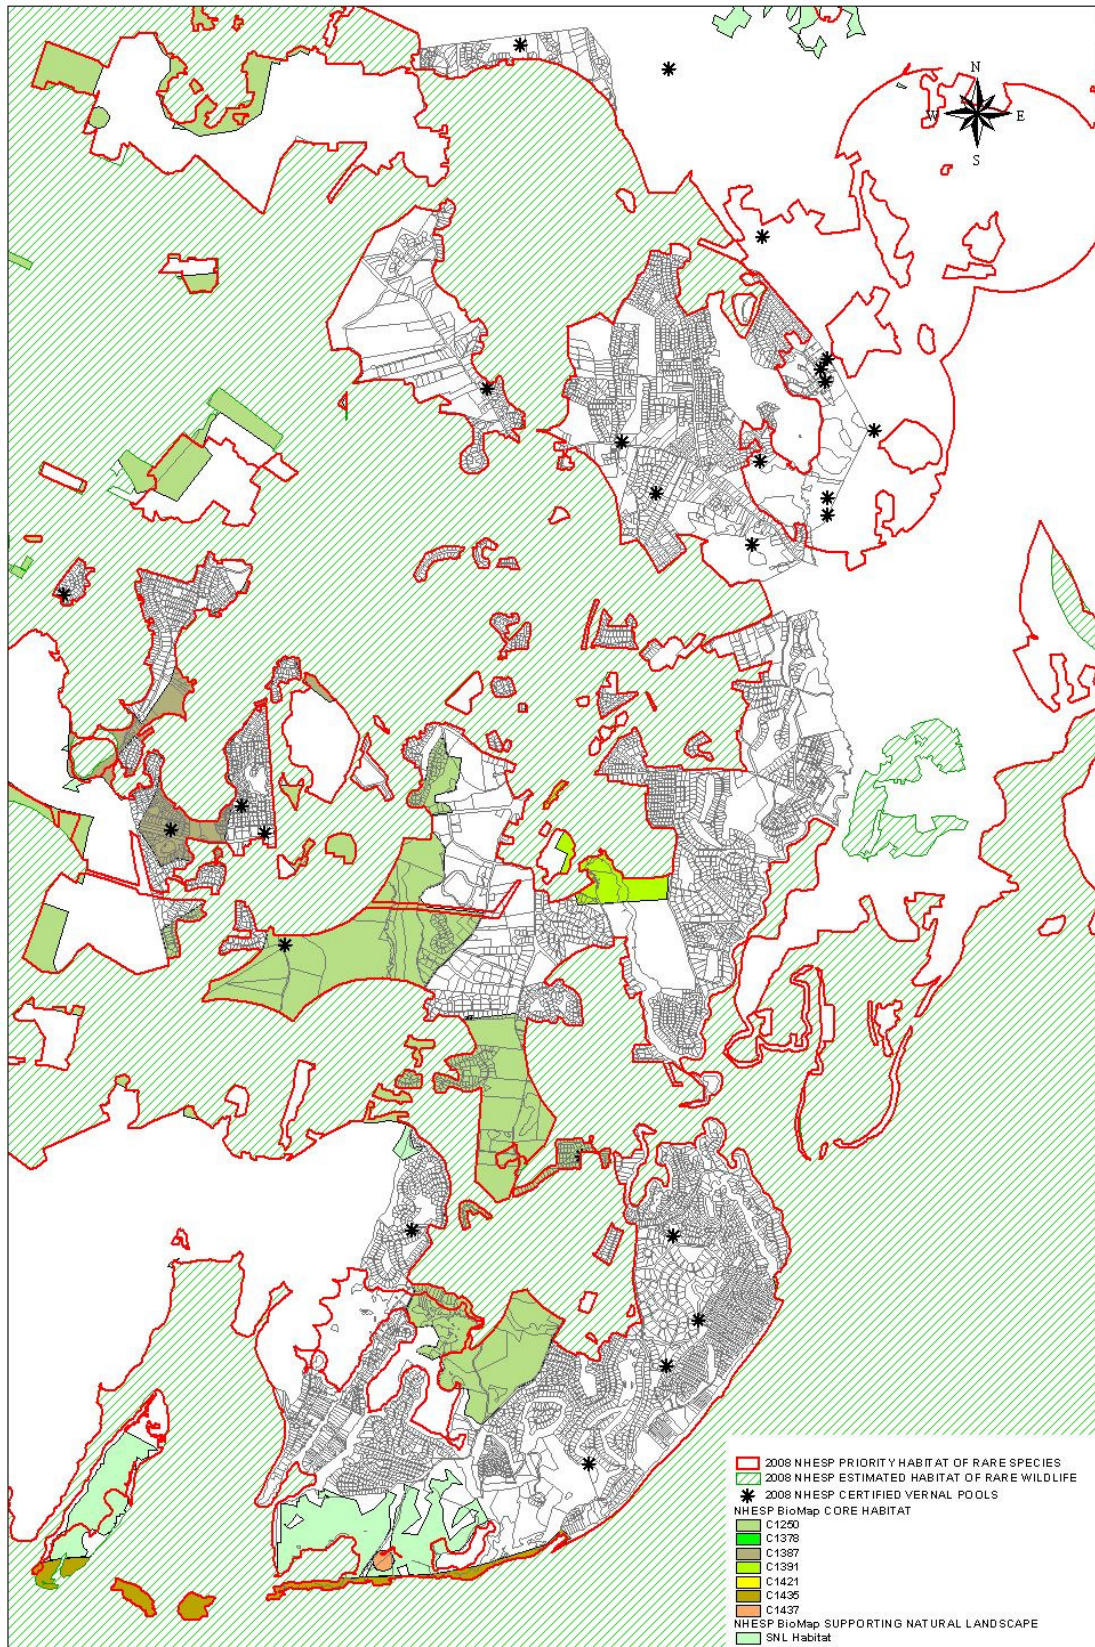 N
W E
S
2008 NHESP PRIORITY HABITAT OF RARE SPECIES
2008 NHESP ESTIMATED HABITAT OF RARE WILDLIFE
2008 NHESP CERTIFIED VERNAL POOLS
NHESP BioMap CORE HABITAT
C1250
C1378
C1387
C1391
C1421
C1435
C1437
NHESP BioMap SUPPORTING NATURAL LANDSCAPE
SNL Habitat